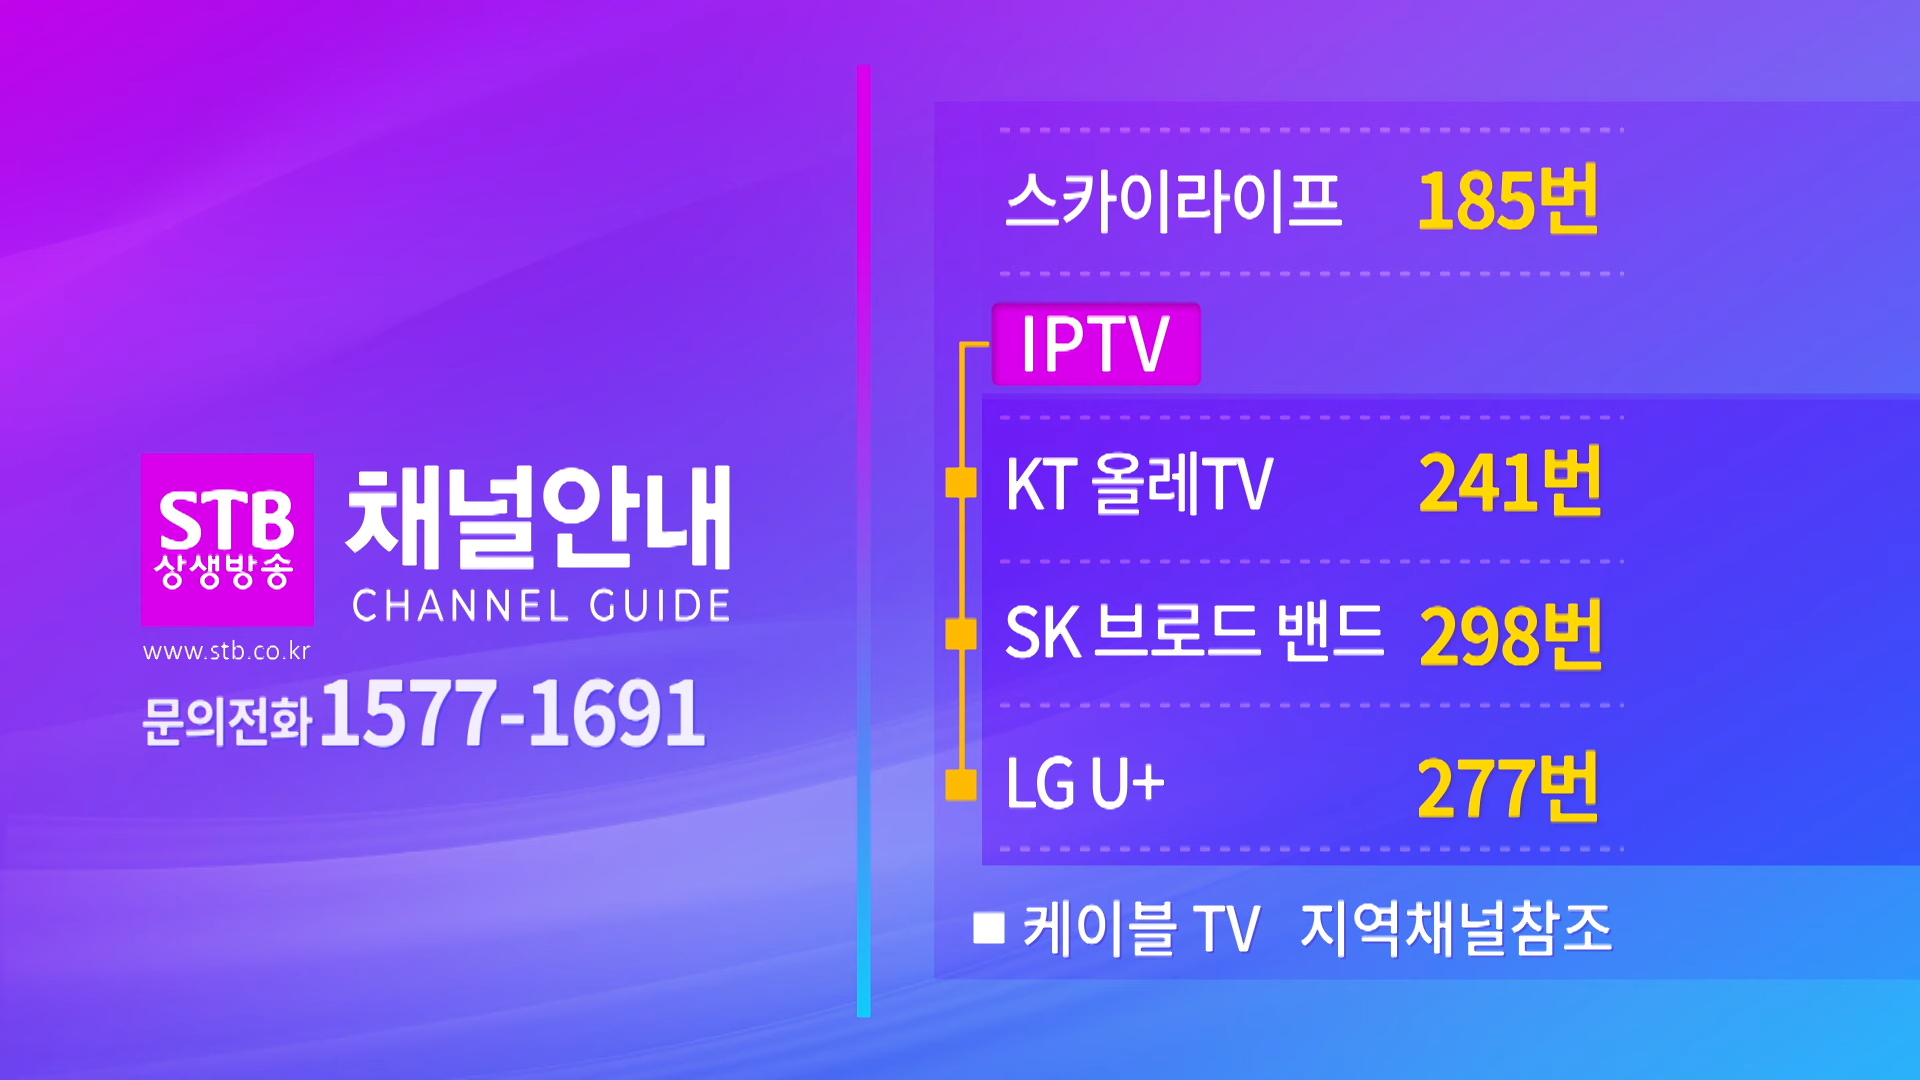 STB
상생방송
www.stb.co.kr
채널안내
CHANNEL GUIDE
문의전화 1577-1691
스카이라이프 185번
IPTV
KT 올레TV 241번
SK 브로드 밴드 298번
LG U+ 277번
케이블 TV 지역채널참조